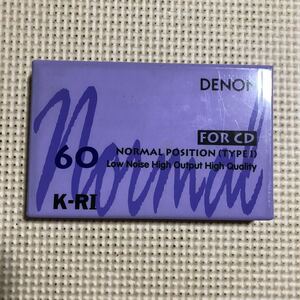 DENON
FOR CD
60
NORMAL POSITION (TYPE I)
Low Noise High Output High Quality
Normal
K-RI